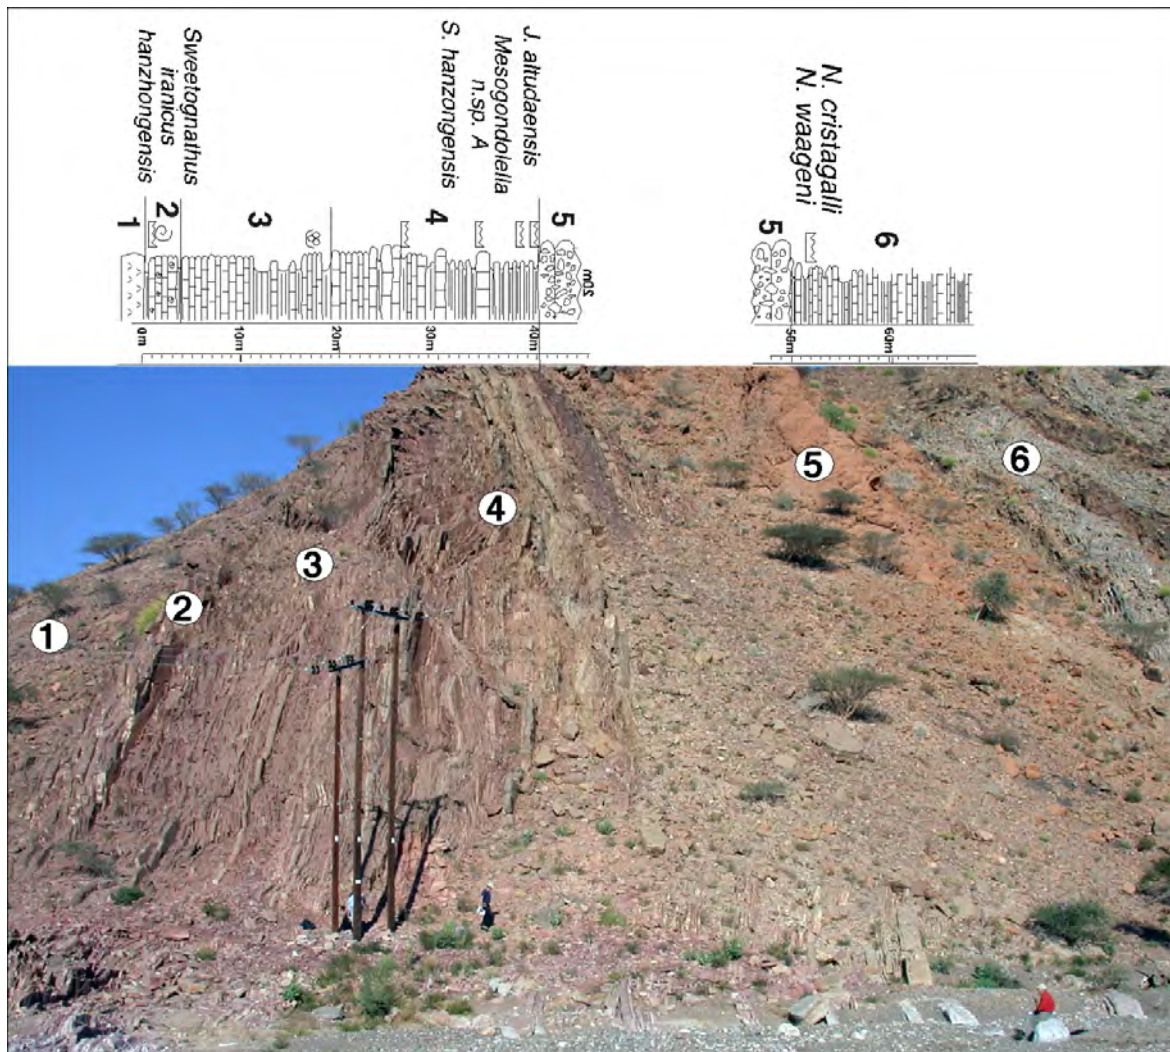 Sweetognathus
iranicus
hanzhongensis
S. hanzongensis
J. altudaensis
Mesogondolella
n.sp. A
N. cristagalli
N. waageni
1
2
3
4
5
5
6
20m
0m
10m
20m
30m
40m
50m
60m
1
2
3
4
5
6